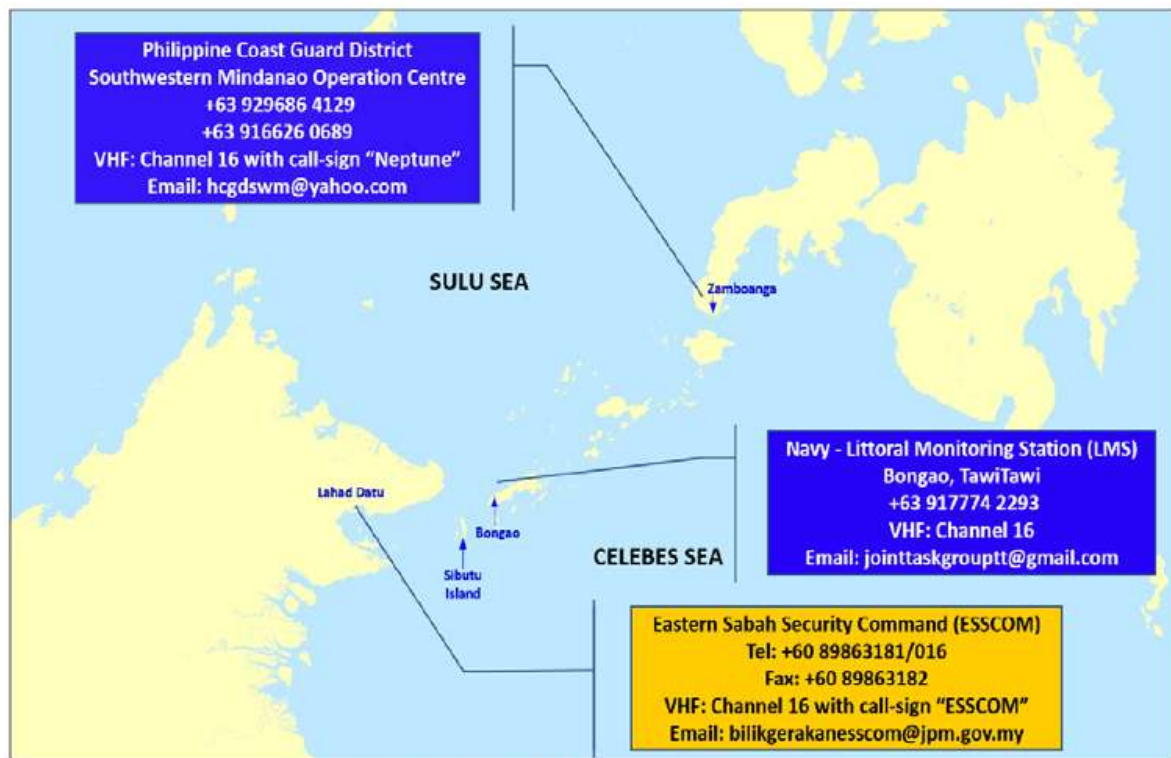 Philippine Coast Guard District
Southwestern Mindanao Operation Centre
+63 929686 4129
+63 916626 0689
VHF: Channel 16 with call-sign “Neptune”
Email: hcgdswm@yahoo.com
SULU SEA
Zamboanga
Navy - Littoral Monitoring Station (LMS)
Bongao, TawiTawi
+63 917774 2293
VHF: Channel 16
Email: jointtaskgrouptt@gmail.com
Lahad Datu
Bongao
Sibutu
Island
CELEBES SEA
Eastern Sabah Security Command (ESSCOM)
Tel: +60 89863181/016
Fax: +60 89863182
VHF: Channel 16 with call-sign “ESSCOM”
Email: bilikgerakanesscom@jpm.gov.my